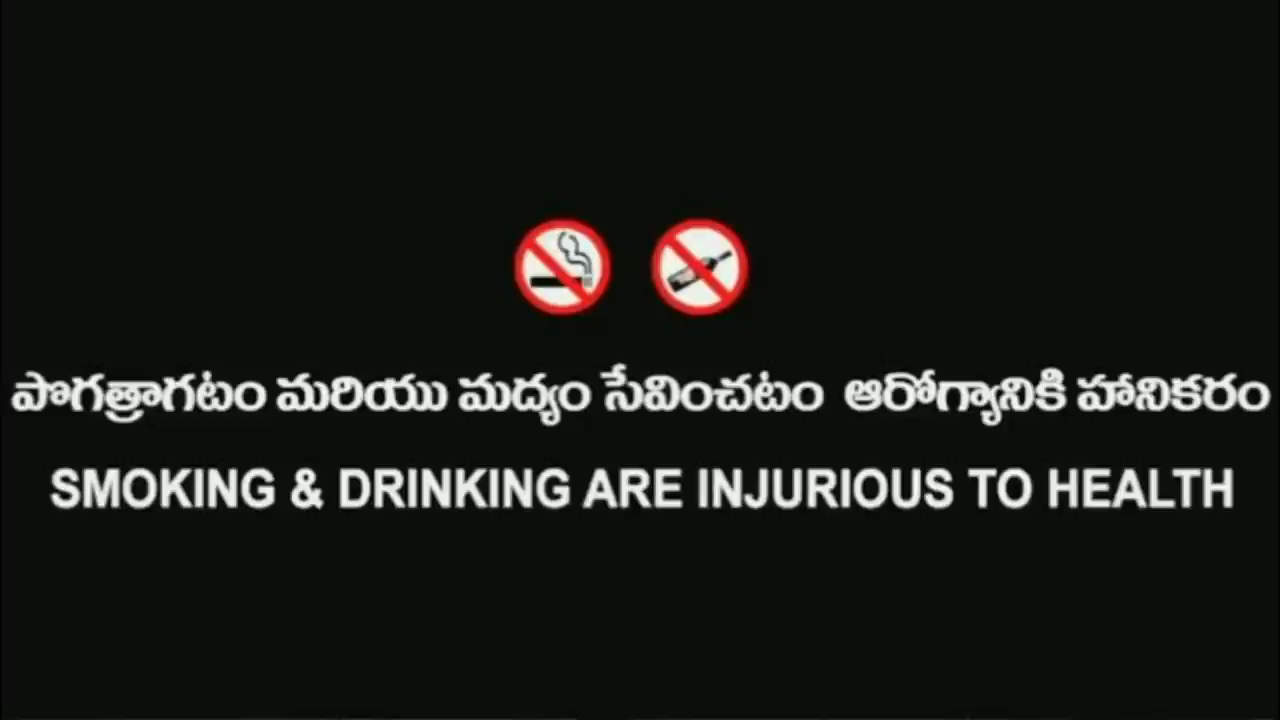 పొగత్రాగటం మరియు మద్యం సేవించటం ఆరోగ్యానికి హానికరం
SMOKING & DRINKING ARE INJURIOUS TO HEALTH